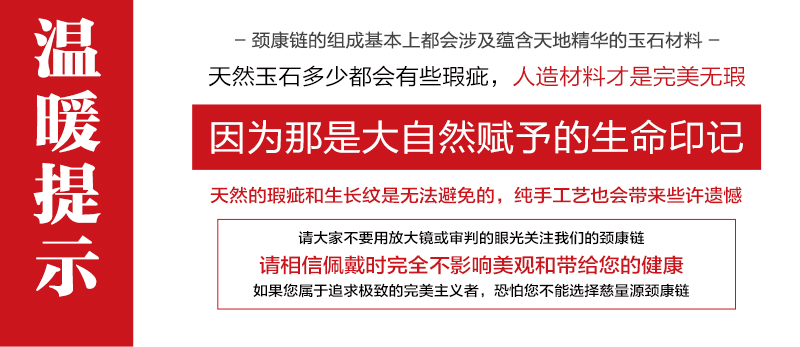 温暖提示
– 颈康链的组成基本上都会涉及蕴含天地精华的玉石材料 –
天然玉石多少都会有些瑕疵，人造材料才是完美无瑕
因为那是大自然赋予的生命印记
天然的瑕疵和生长纹是无法避免的，纯手工艺也会带来些许遗憾
请大家不要用放大镜或审判的眼光关注我们的颈康链
请相信佩戴时完全不影响美观和带给您的健康
如果您属于追求极致的完美主义者，恐怕您不能选择慈量源颈康链